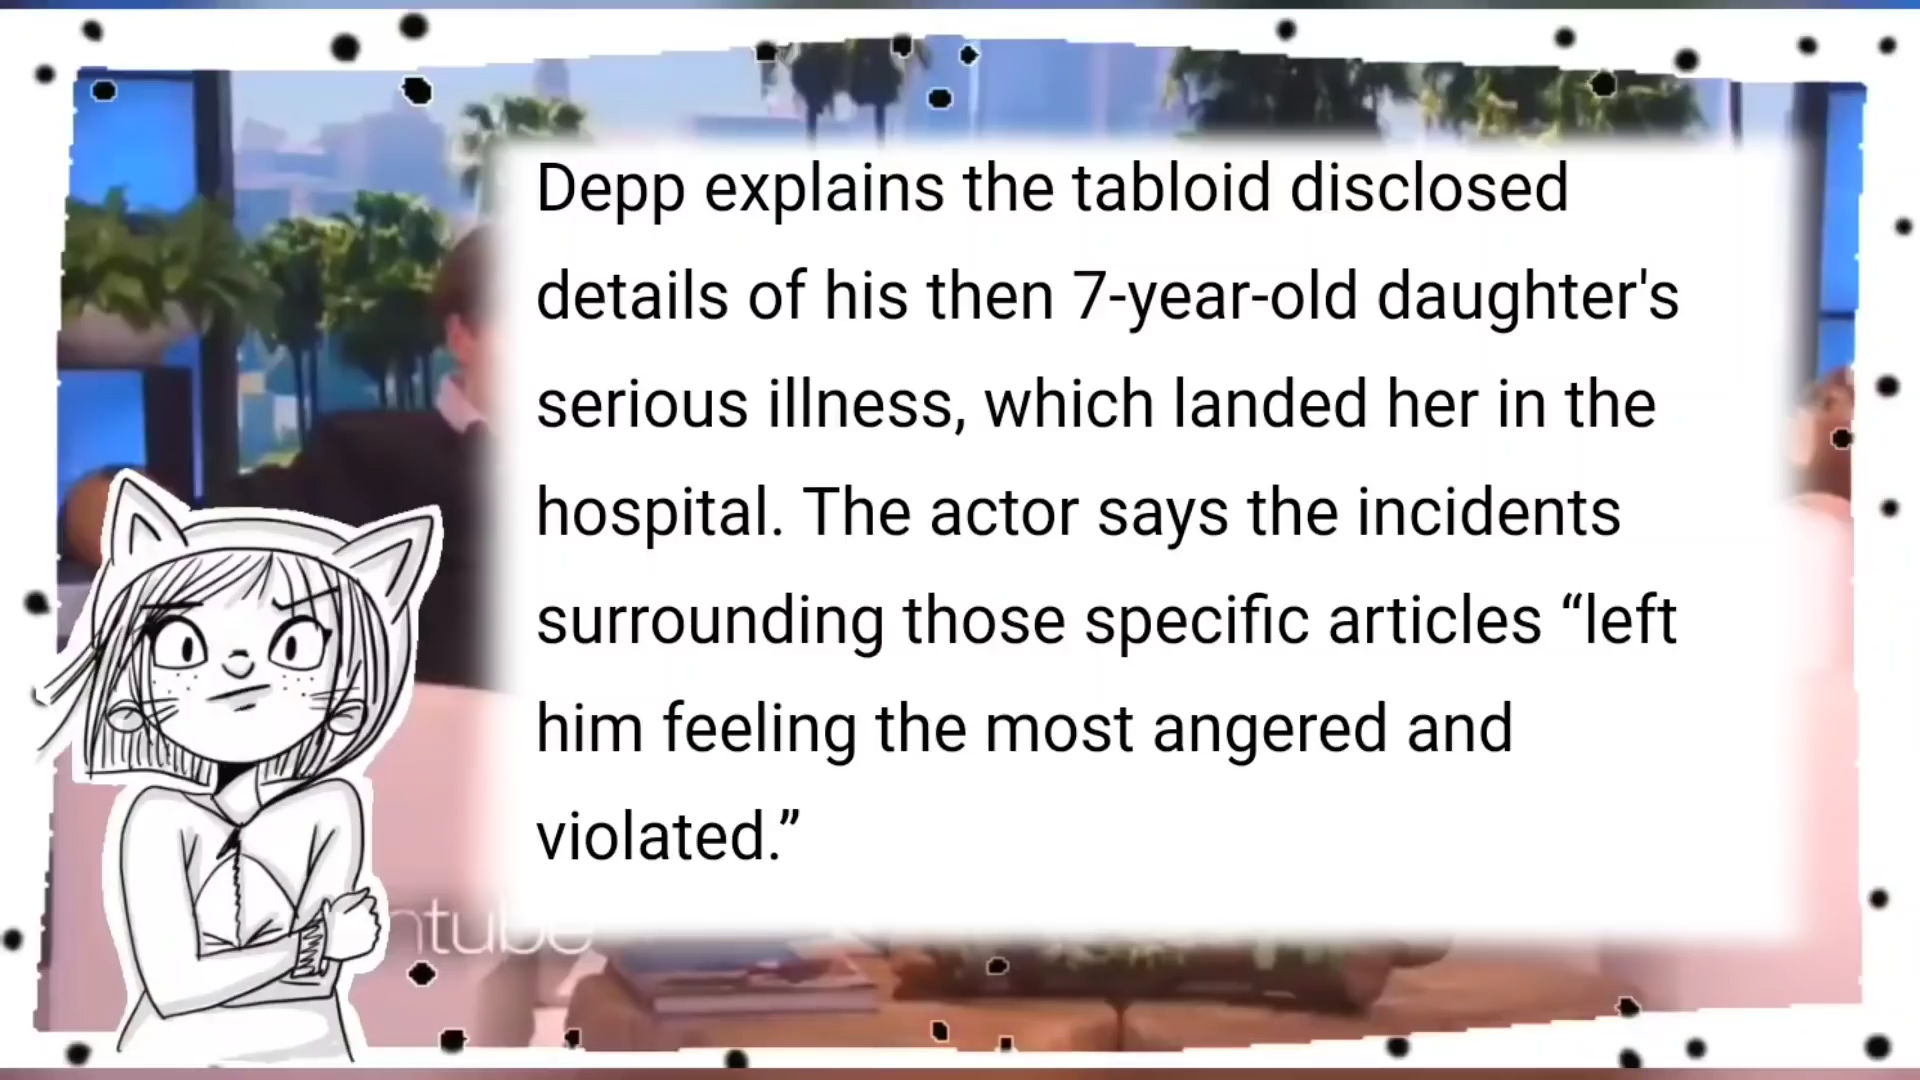 Depp explains the tabloid disclosed
details of his then 7-year-old daughter's
serious illness, which landed her in the
hospital. The actor says the incidents
surrounding those specific articles “left
him feeling the most angered and
violated.”
ntube